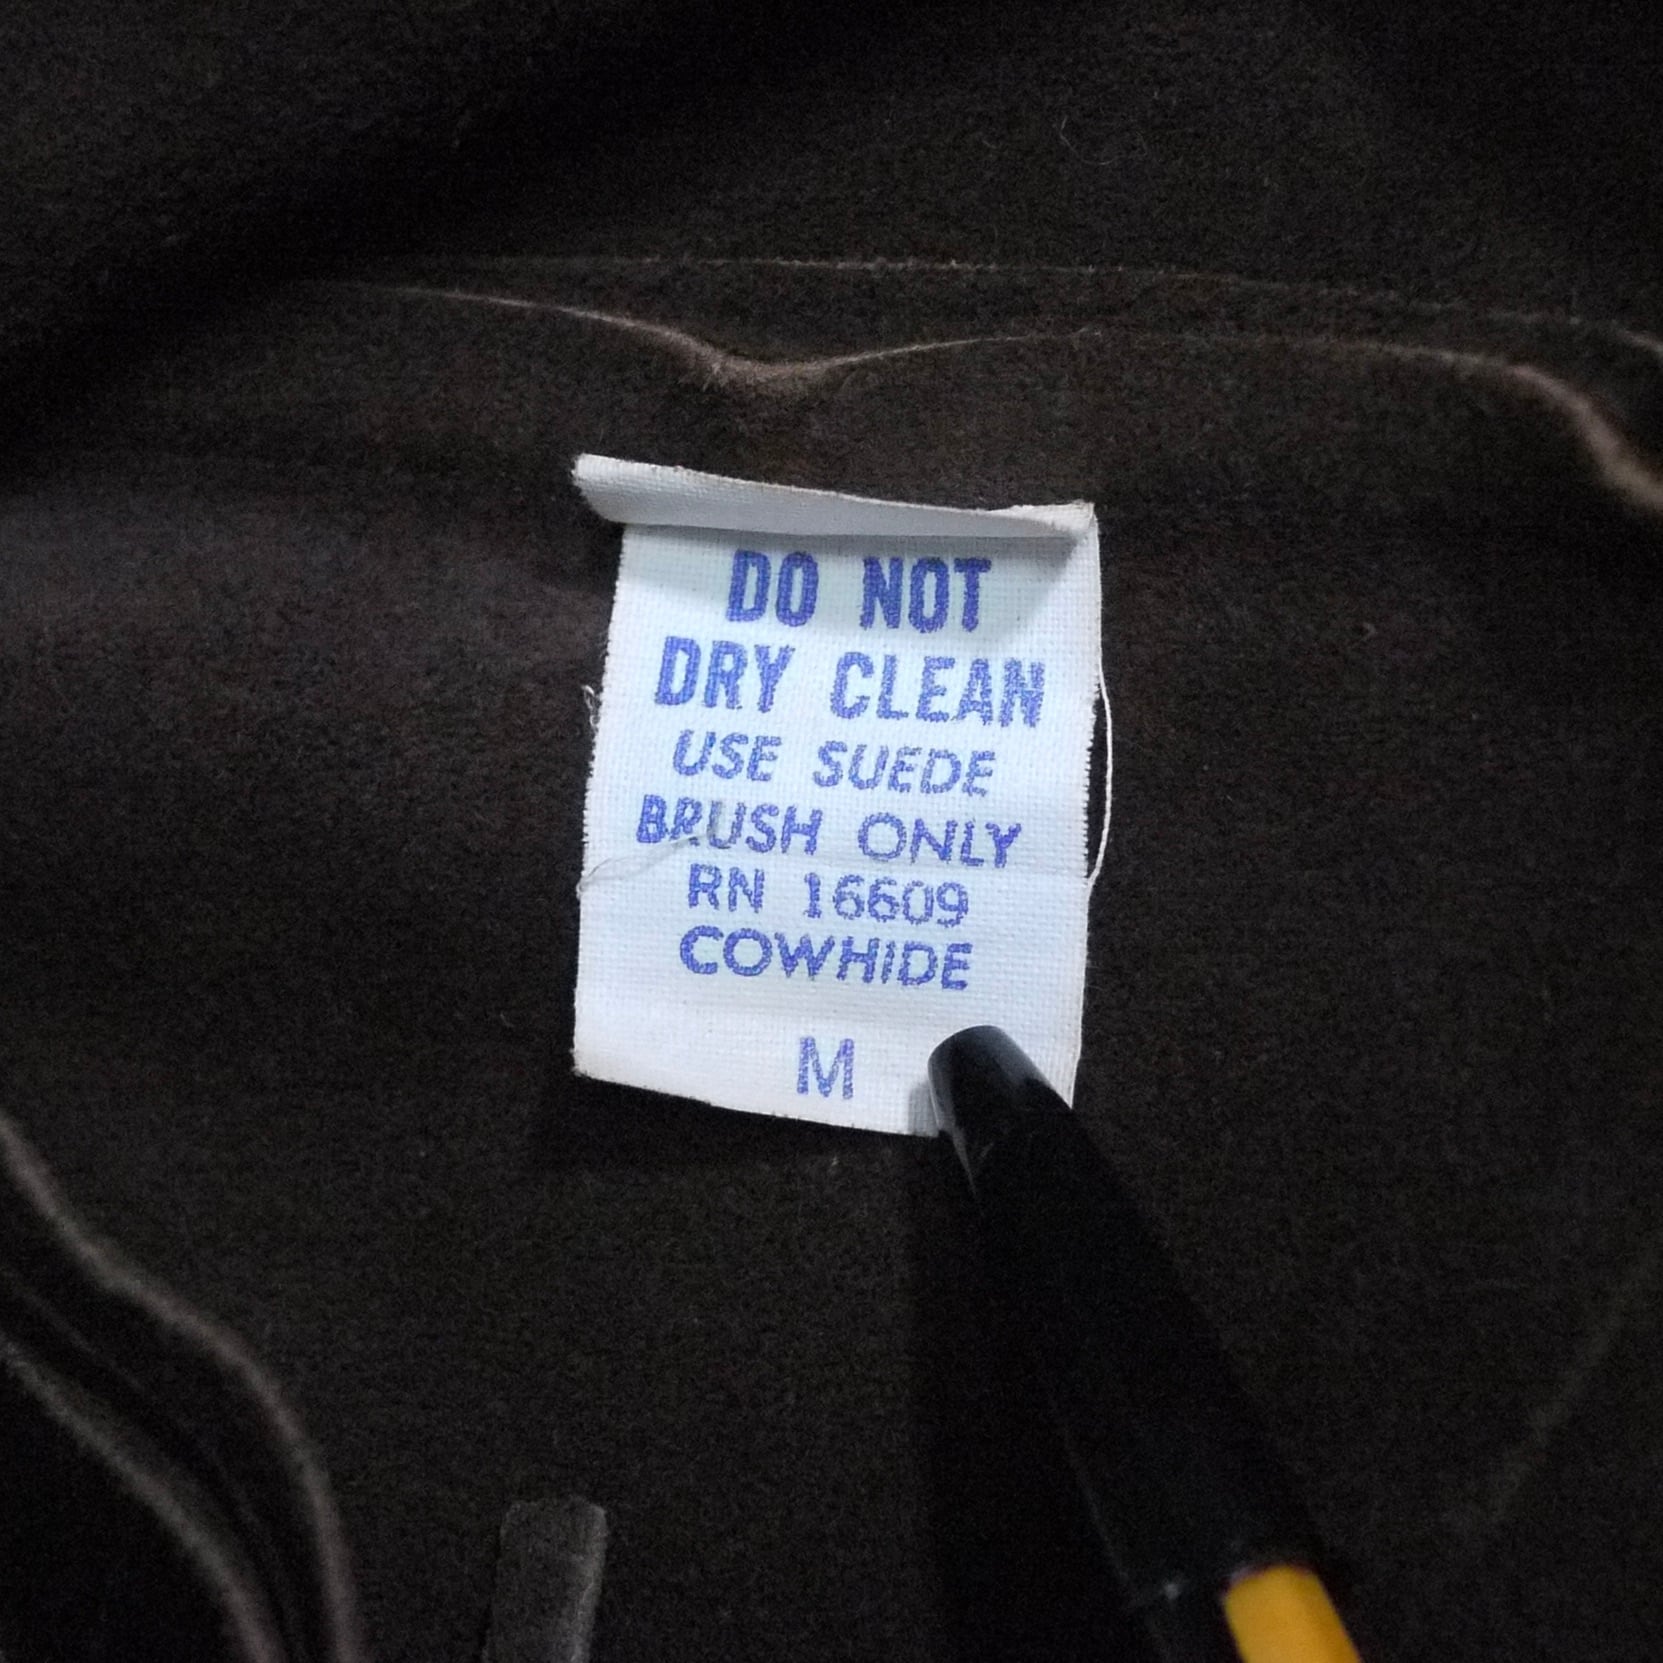 DO NOT
DRY CLEAN
USE SUEDE
BRUSH ONLY
RN 16609
COWHIDE
M